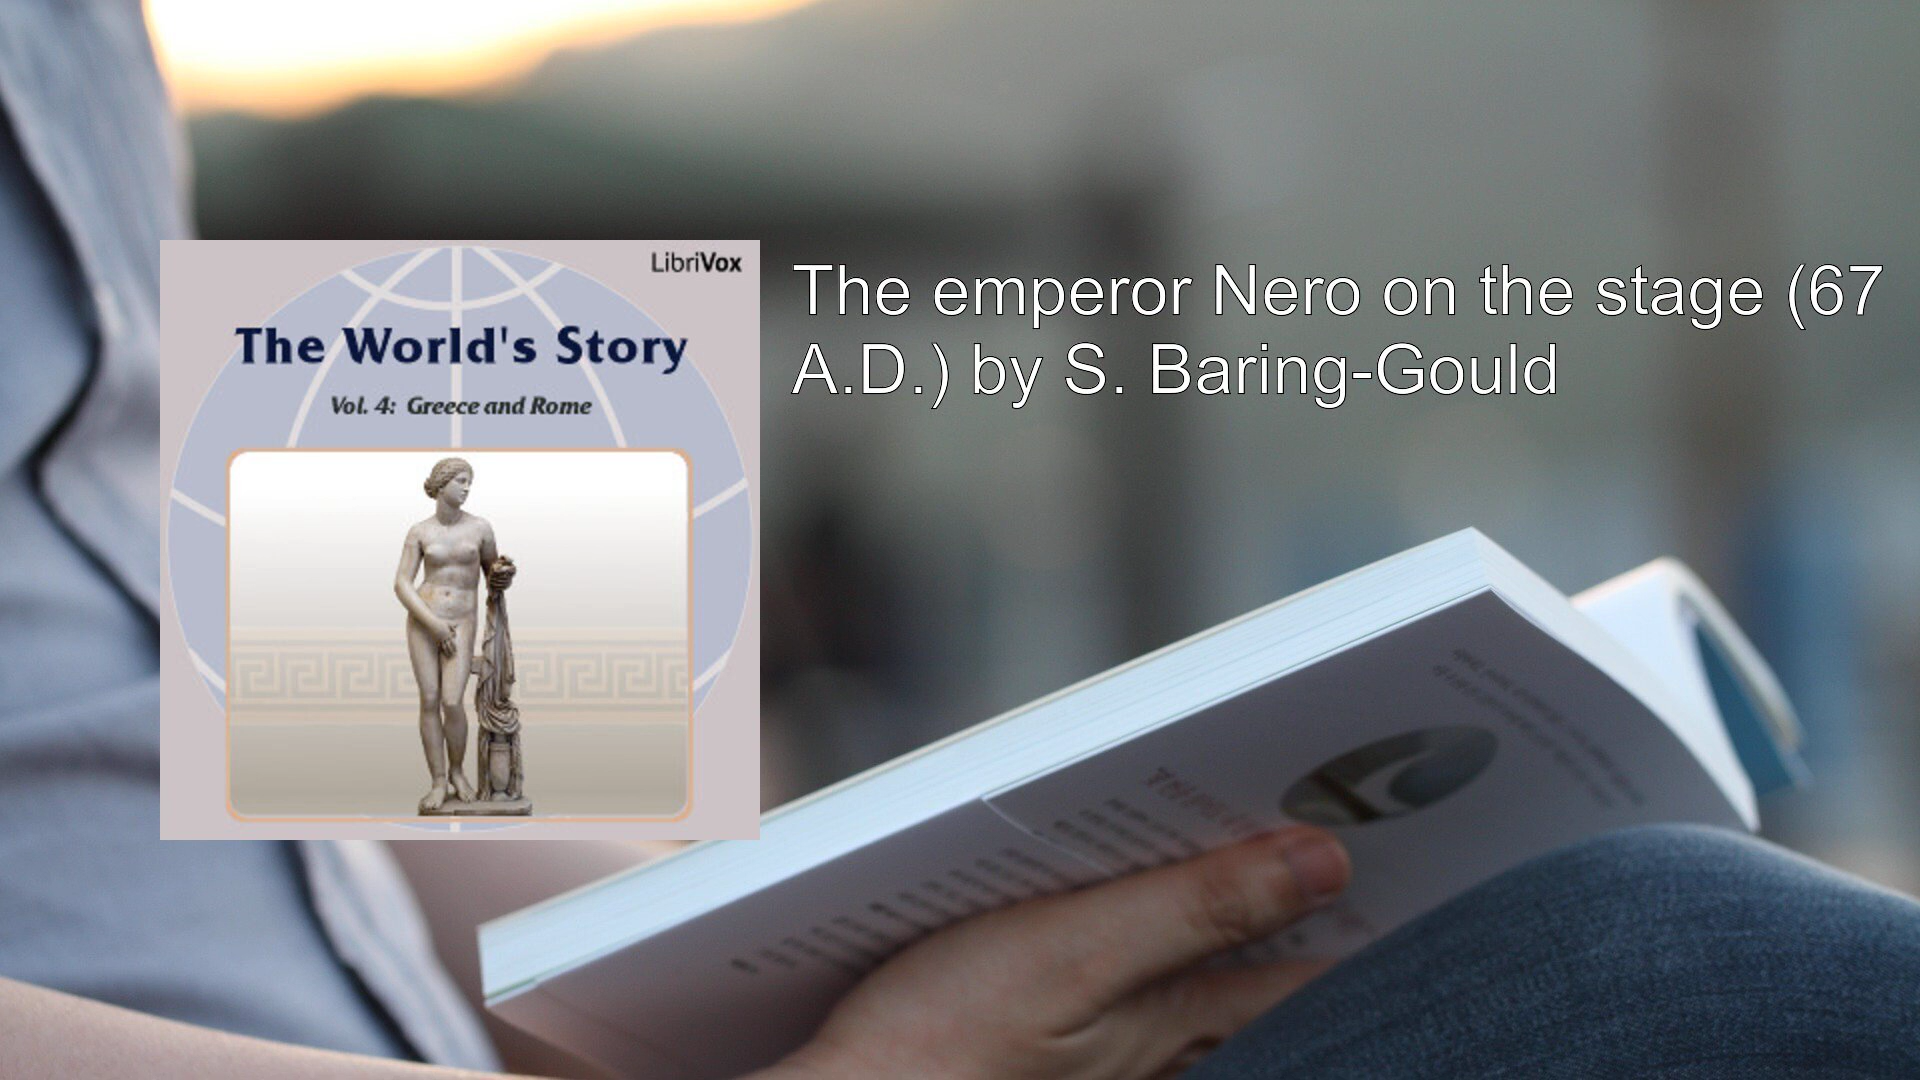 LibriVox
The World's Story
Vol. 4: Greece and Rome
The emperor Nero on the stage (67
A.D.) by S. Baring-Gould